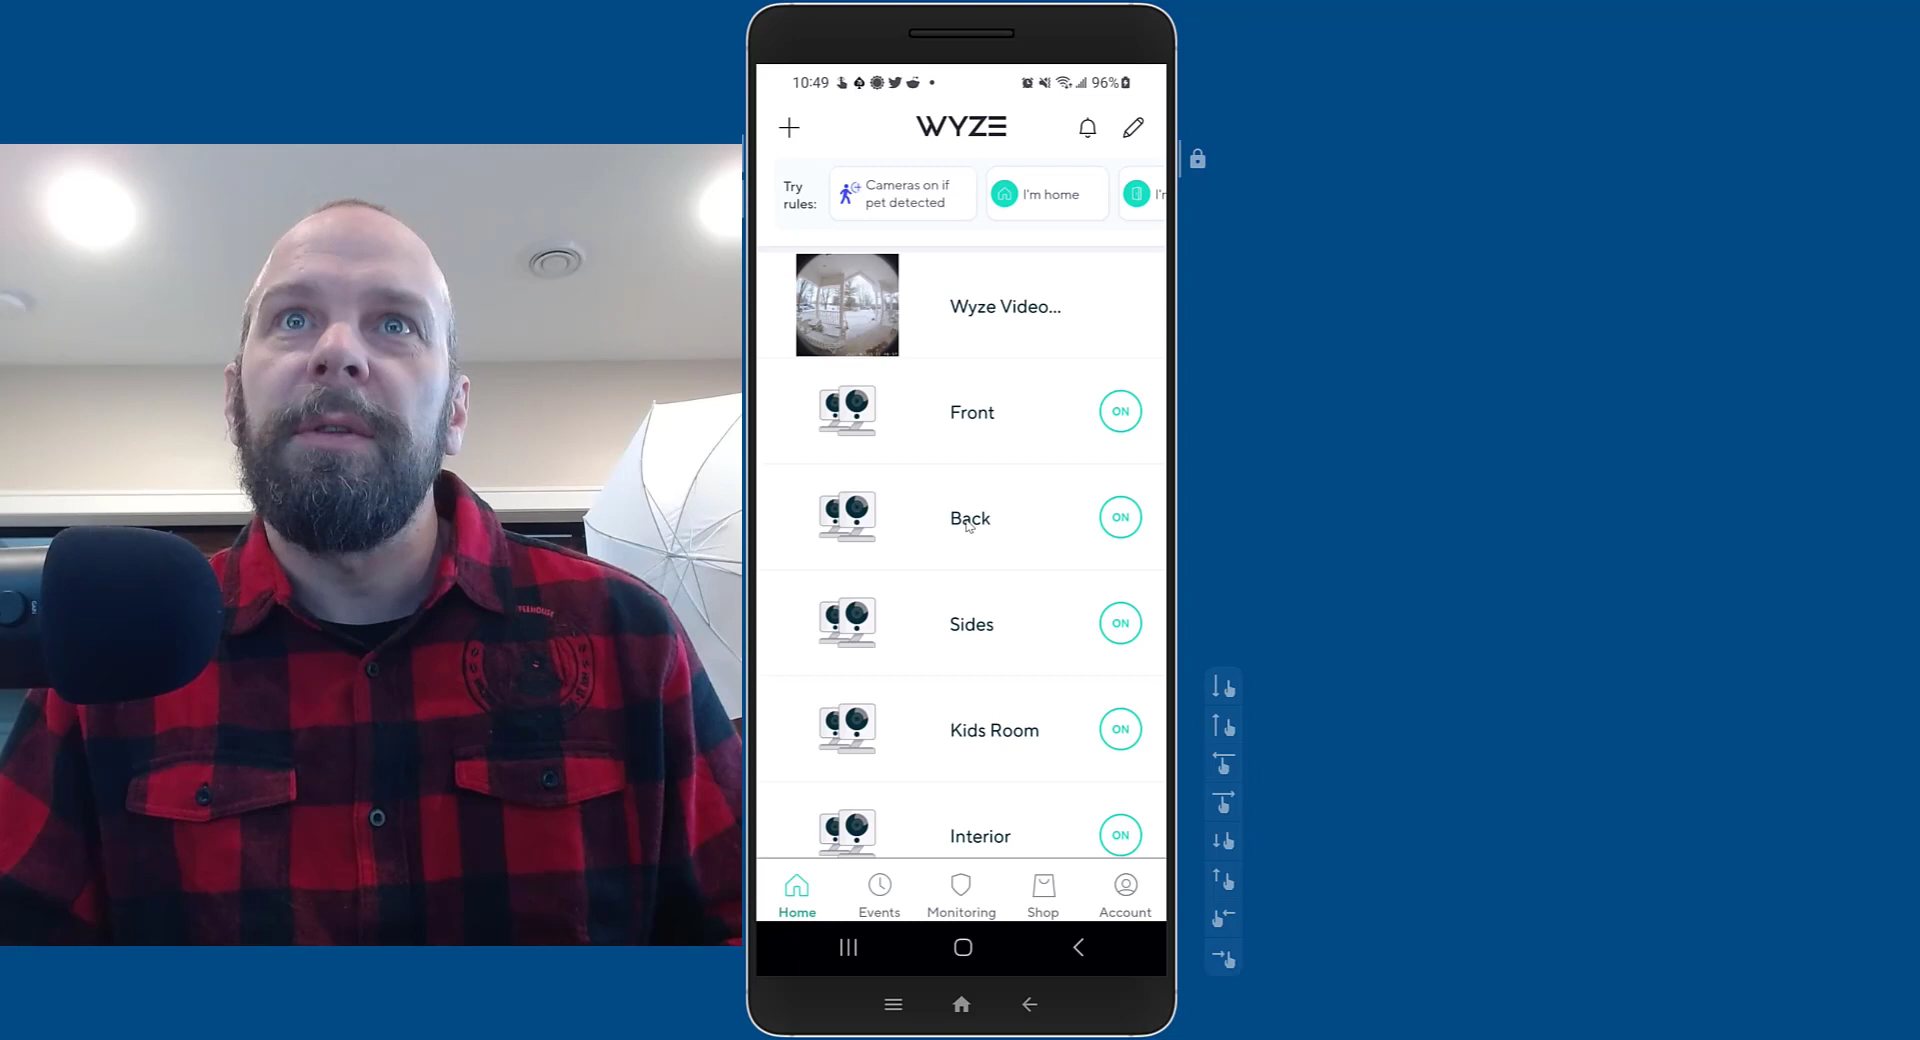 10:49
96%
WYZE
Try rules:
Cameras on if
pet detected
I'm home
I'r
Wyze Video...
Front
ON
Back
ON
Sides
ON
Kids Room
ON
Interior
ON
Home
Events
Monitoring
Shop
Account
GAIN